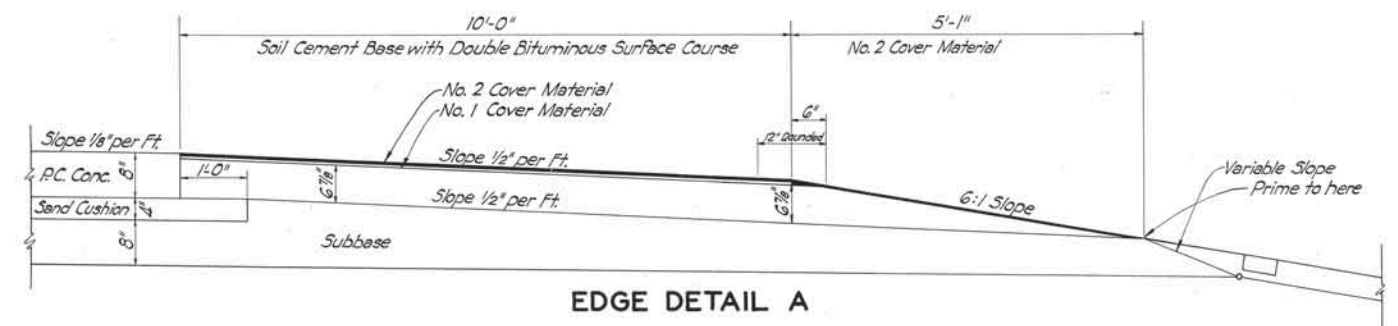 10'-0"
5'-1"
Soil Cement Base with Double Bituminous Surface Course
No. 2 Cover Material
No. 2 Cover Material
No. 1 Cover Material
6"
12" Rounded
Slope 1/8" per Ft.
Slope 1/2" per Ft.
Variable Slope
Prime to here
P.C. Conc.
8"
1'-0"
6 7/8"
6 7/8"
Slope 1/2" per Ft.
6:1 Slope
Sand Cushion
4"
8"
Subbase
EDGE DETAIL A